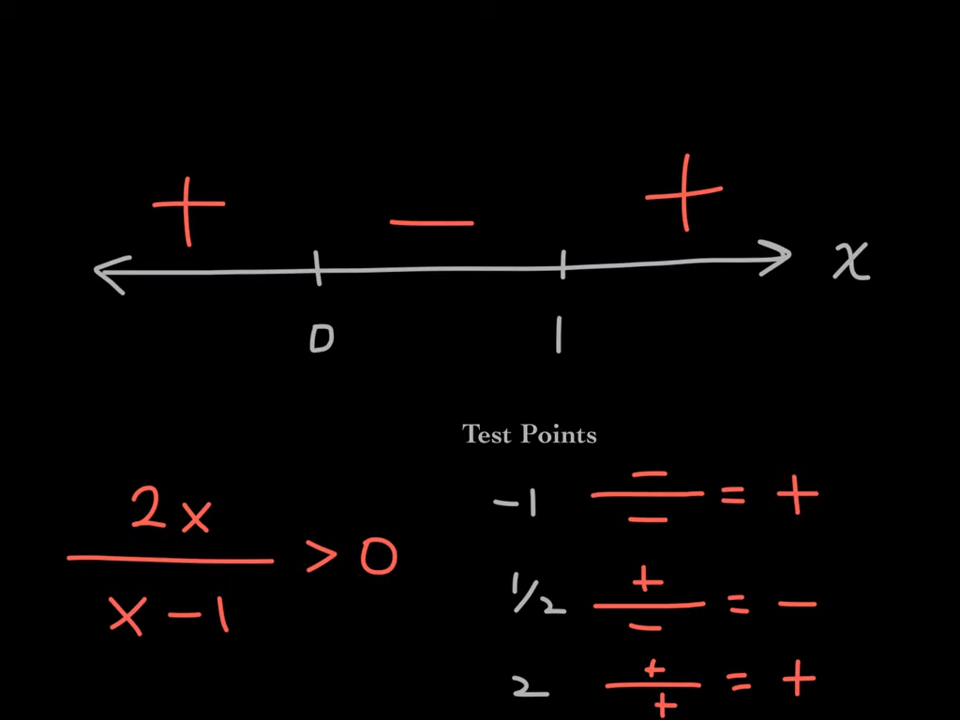 + − +
x
0 1
Test Points
2x
x − 1
> 0
−1 −/− = +
1/2 +/− = −
2 +/+ = +